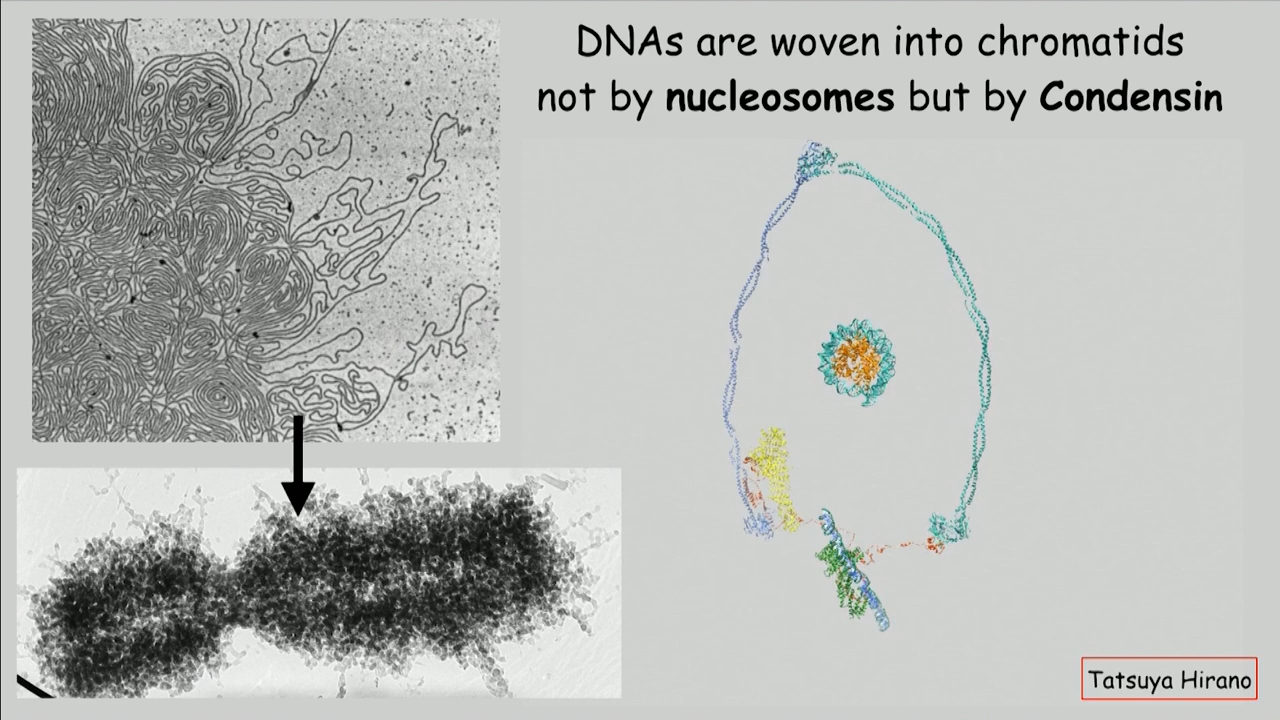 DNAs are woven into chromatids
not by nucleosomes but by Condensin
Tatsuya Hirano